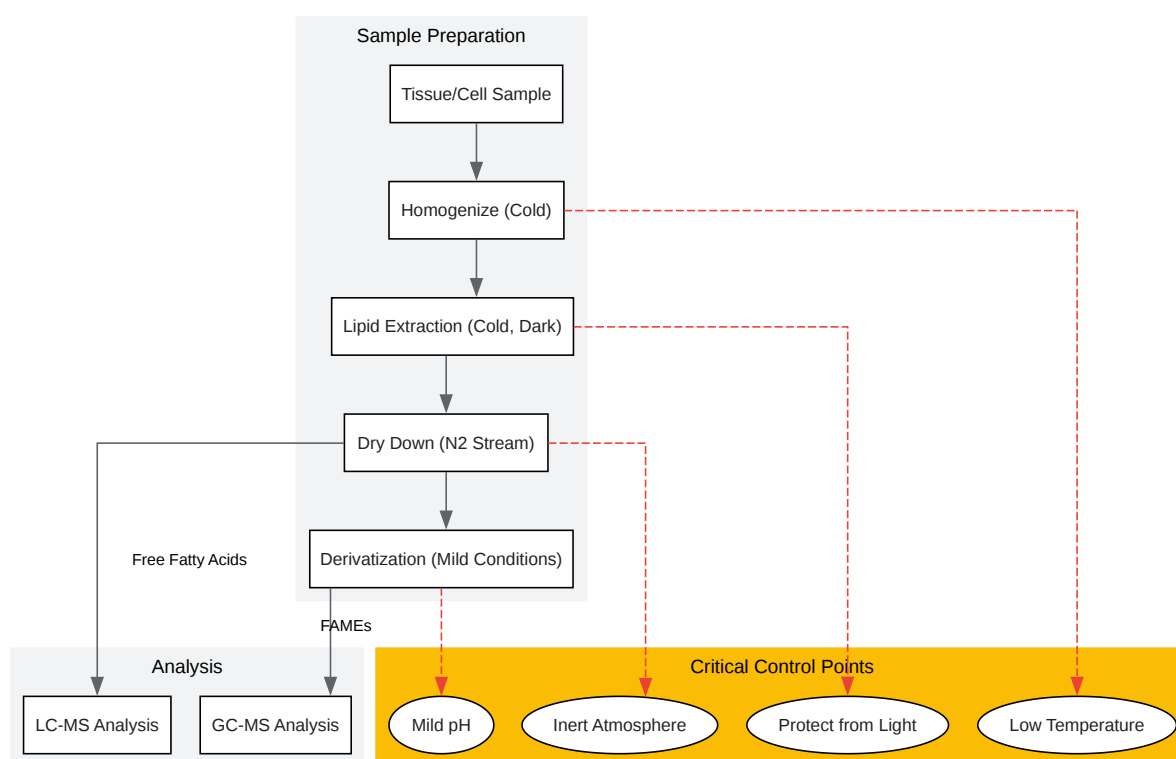 Sample Preparation
Tissue/Cell Sample
Homogenize (Cold)
Lipid Extraction (Cold, Dark)
Dry Down (N2 Stream)
Derivatization (Mild Conditions)
Free Fatty Acids
FAMEs
Analysis
LC-MS Analysis
GC-MS Analysis
Critical Control Points
Mild pH
Inert Atmosphere
Protect from Light
Low Temperature